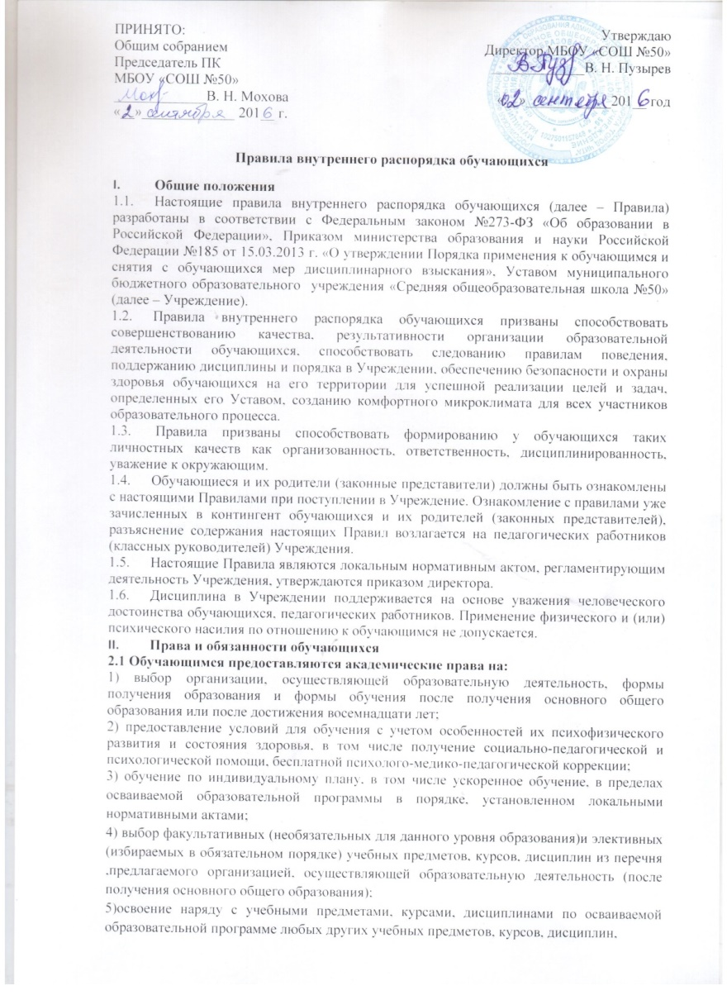 ПРИНЯТО:
Общим собранием
Председатель ПК
МБОУ «СОШ №50»
В. Н. Мохова
«2» сентября 2016 г.
Утверждаю
Директор МБОУ «СОШ №50»
В. Н. Пузырев
«02» сентября 2016 год
Правила внутреннего распорядка обучающихся
I. Общие положения
1.1. Настоящие правила внутреннего распорядка обучающихся (далее – Правила)
разработаны в соответствии с Федеральным законом №273-ФЗ «Об образовании в
Российской Федерации», Приказом министерства образования и науки Российской
Федерации №185 от 15.03.2013 г. «О утверждении Порядка применения к обучающимся и
снятия с обучающихся мер дисциплинарного взыскания», Уставом муниципального
бюджетного образовательного учреждения «Средняя общеобразовательная школа №50»
(далее – Учреждение).
1.2. Правила внутреннего распорядка обучающихся призваны способствовать
совершенствованию качества, результативности организации образовательной
деятельности обучающихся, способствовать следованию правилам поведения,
поддержанию дисциплины и порядка в Учреждении, обеспечению безопасности и охраны
здоровья обучающихся на его территории для успешной реализации целей и задач,
определенных его Уставом, созданию комфортного микроклимата для всех участников
образовательного процесса.
1.3. Правила призваны способствовать формированию у обучающихся таких
личностных качеств как организованность, ответственность, дисциплинированность,
уважение к окружающим.
1.4. Обучающиеся и их родители (законные представители) должны быть ознакомлены
с настоящими Правилами при поступлении в Учреждение. Ознакомление с правилами уже
зачисленных в контингент обучающихся и их родителей (законных представителей),
разъяснение содержания настоящих Правил возлагается на педагогических работников
(классных руководителей) Учреждения.
1.5. Настоящие Правила являются локальным нормативным актом, регламентирующим
деятельность Учреждения, утверждаются приказом директора.
1.6. Дисциплина в Учреждении поддерживается на основе уважения человеческого
достоинства обучающихся, педагогических работников. Применение физического и (или)
психического насилия по отношению к обучающимся не допускается.
II. Права и обязанности обучающихся
2.1 Обучающимся предоставляются академические права на:
1) выбор организации, осуществляющей образовательную деятельность, формы
получения образования и формы обучения после получения основного общего
образования или после достижения восемнадцати лет;
2) предоставление условий для обучения с учетом особенностей их психофизического
развития и состояния здоровья, в том числе получение социально-педагогической и
психологической помощи, бесплатной психолого-медико-педагогической коррекции;
3) обучение по индивидуальному плану, в том числе ускоренное обучение, в пределах
осваиваемой образовательной программы в порядке, установленном локальными
нормативными актами;
4) выбор факультативных (необязательных для данного уровня образования)и элективных
(избираемых в обязательном порядке) учебных предметов, курсов, дисциплин из перечня
,предлагаемого организацией, осуществляющей образовательную деятельность (после
получения основного общего образования);
5)освоение наряду с учебными предметами, курсами, дисциплинами по осваиваемой
образовательной программе любых других учебных предметов, курсов, дисциплин,